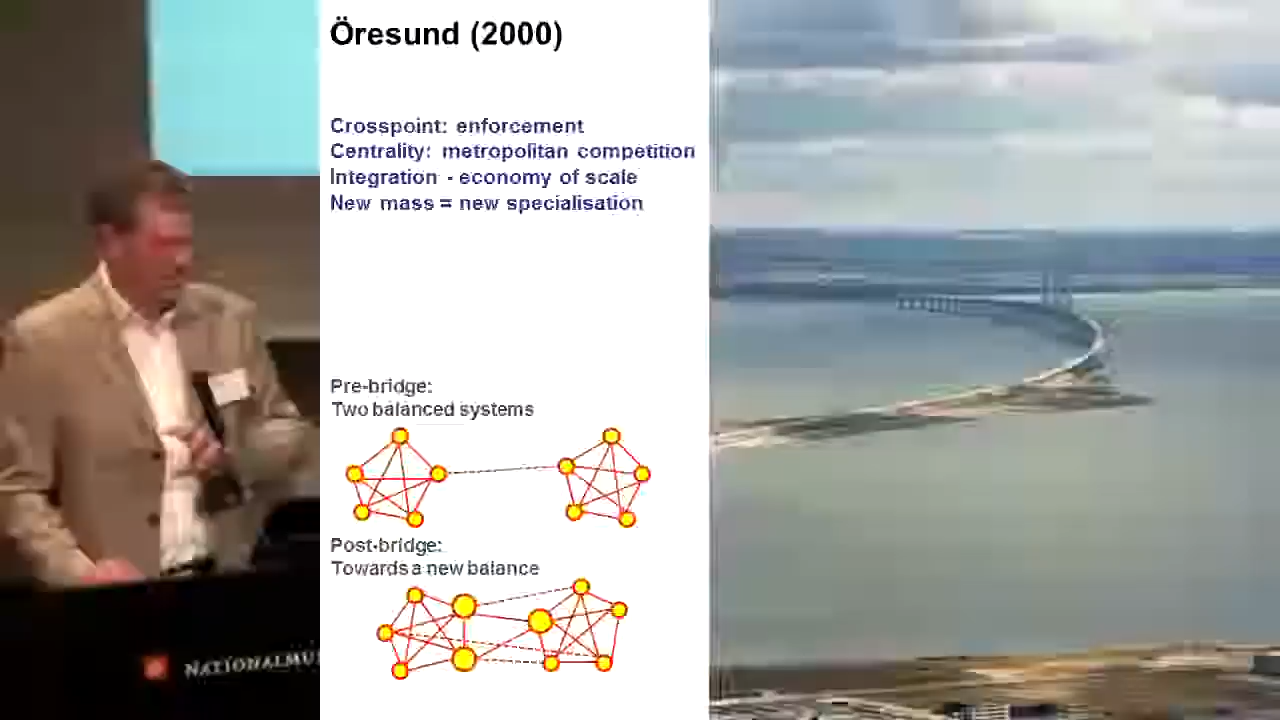 Öresund (2000)
Crosspoint: enforcement
Centrality: metropolitan competition
Integration - economy of scale
New mass = new specialisation
Pre-bridge:
Two balanced systems
Post-bridge:
Towards a new balance
NATIONALMU